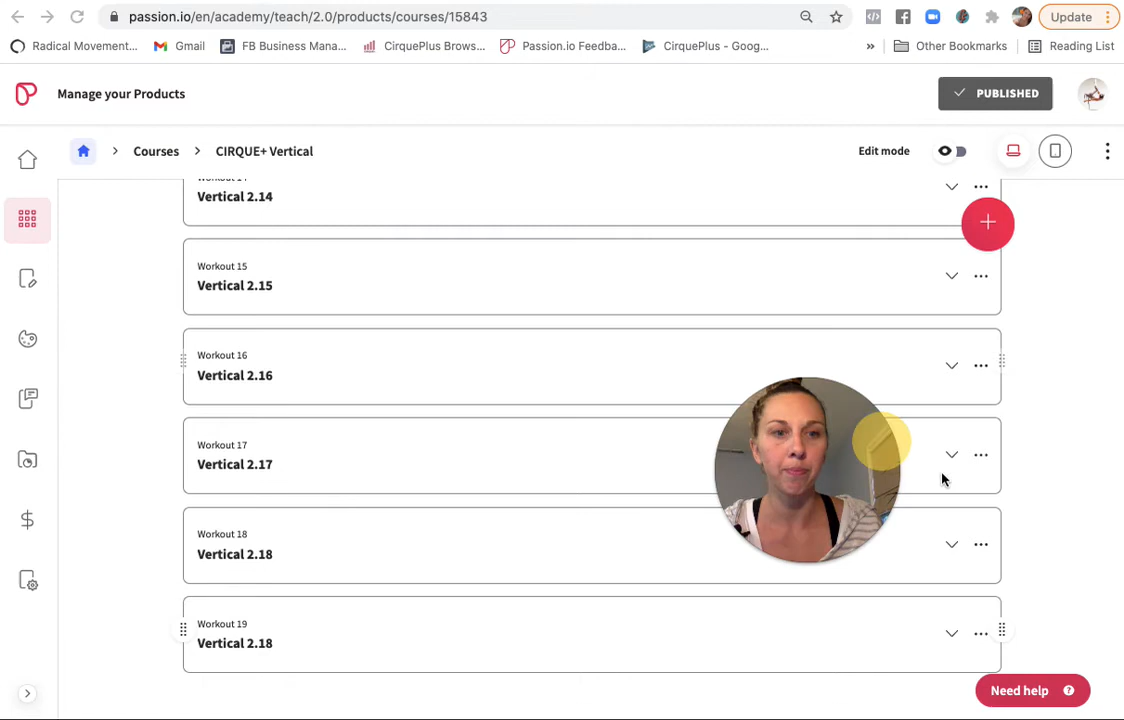 passion.io/en/academy/teach/2.0/products/courses/15843
Update
Radical Movement...
Gmail
FB Business Mana...
CirquePlus Brows...
Passion.io Feedba...
CirquePlus - Goog...
»
Other Bookmarks
Reading List
Manage your Products
PUBLISHED
Courses
CIRQUE+ Vertical
Edit mode
Workout 14
Vertical 2.14
Workout 15
Vertical 2.15
Workout 16
Vertical 2.16
Workout 17
Vertical 2.17
Workout 18
Vertical 2.18
Workout 19
Vertical 2.18
Need help ?